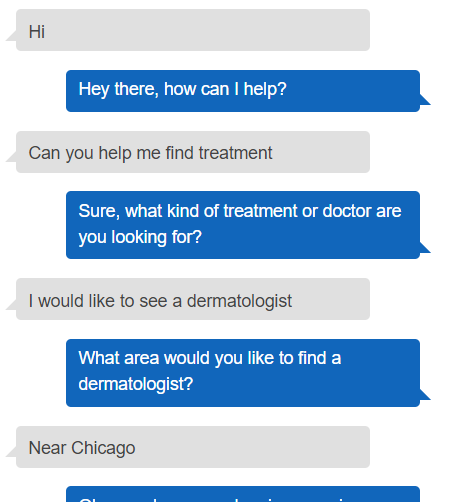 Hi
Hey there, how can I help?
Can you help me find treatment
Sure, what kind of treatment or doctor are
you looking for?
I would like to see a dermatologist
What area would you like to find a
dermatologist?
Near Chicago